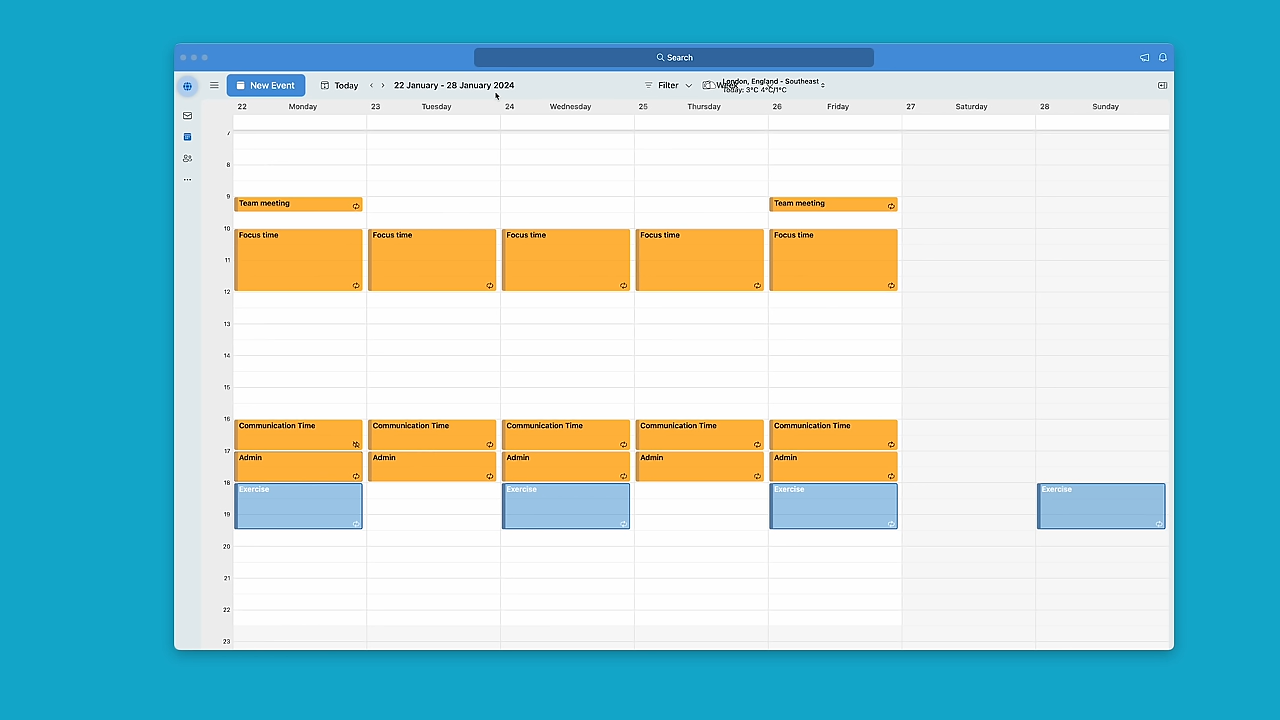 Search
New Event
Today
22 January - 28 January 2024
Filter
London, England - Southeast
Today: 3°C 4°C/1°C
22 Monday
23 Tuesday
24 Wednesday
25 Thursday
26 Friday
27 Saturday
28 Sunday
7
8
9
Team meeting
Team meeting
10
Focus time
Focus time
Focus time
Focus time
Focus time
11
12
13
14
15
16
Communication Time
Communication Time
Communication Time
Communication Time
Communication Time
17
Admin
Admin
Admin
Admin
Admin
18
Exercise
Exercise
Exercise
Exercise
19
20
21
22
23